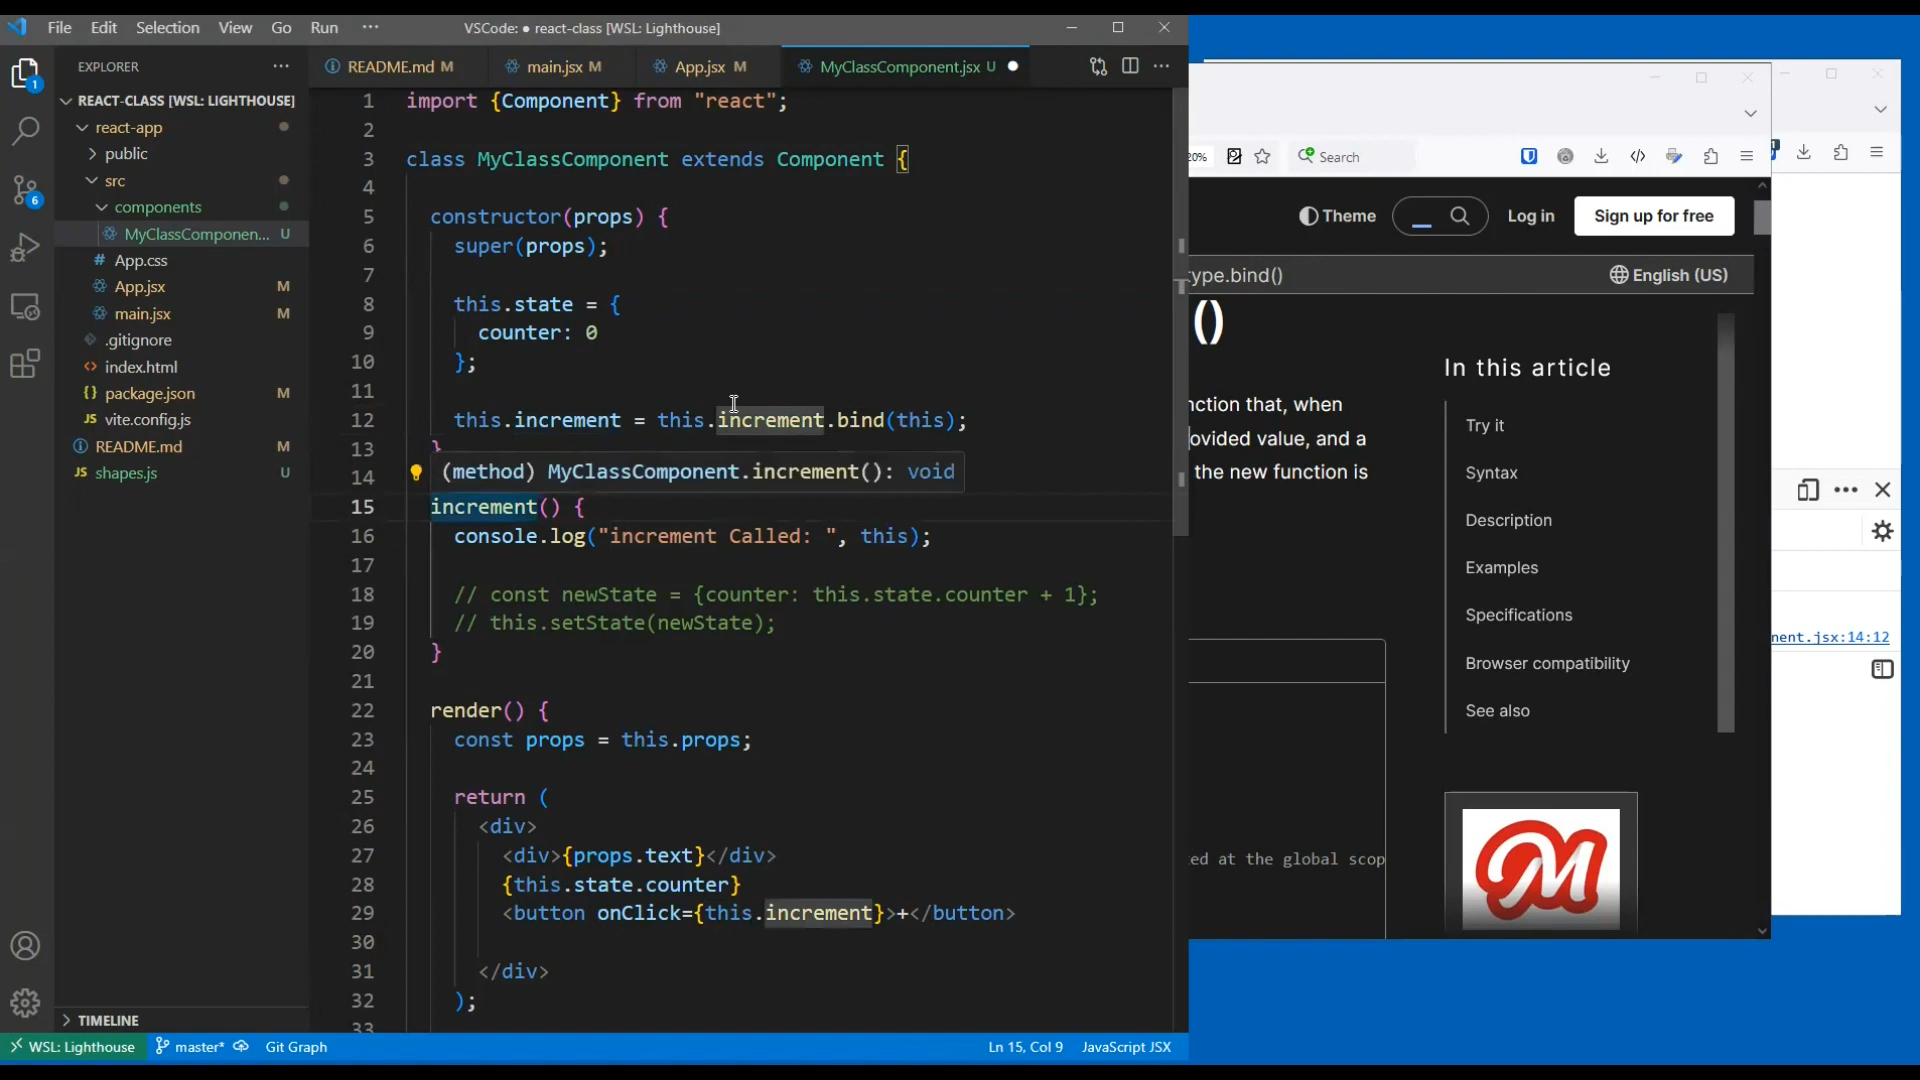 File Edit Selection View Go Run ··· VSCode: ● react-class [WSL: Lighthouse]
EXPLORER ···
REACT-CLASS [WSL: LIGHTHOUSE]
react-app
public
src
components
MyClassComponen... U
# App.css
App.jsx M
main.jsx M
.gitignore
<> index.html
{} package.json M
JS vite.config.js
README.md M
JS shapes.js U
TIMELINE
1
6
README.md M main.jsx M App.jsx M MyClassComponent.jsx U
1 import {Component} from "react";
2
3 class MyClassComponent extends Component {
4
5 constructor(props) {
6 super(props);
7
8 this.state = {
9 counter: 0
10 };
11
12 this.increment = this.increment.bind(this);
13 }
14 (method) MyClassComponent.increment(): void
15 increment() {
16 console.log("increment Called: ", this);
17
18 // const newState = {counter: this.state.counter + 1};
19 // this.setState(newState);
20 }
21
22 render() {
23 const props = this.props;
24
25 return (
26 <div>
27 <div>{props.text}</div>
28 {this.state.counter}
29 <button onClick={this.increment}>+</button>
30
31 </div>
32 );
33
WSL: Lighthouse master* Git Graph Ln 15, Col 9 JavaScript JSX
20% Search
Theme Log in Sign up for free
ype.bind() English (US)
()
nction that, when
ovided value, and a
the new function is
ed at the global scop
In this article
Try it
Syntax
Description
Examples
Specifications
Browser compatibility
See also
M
nent.jsx:14:12